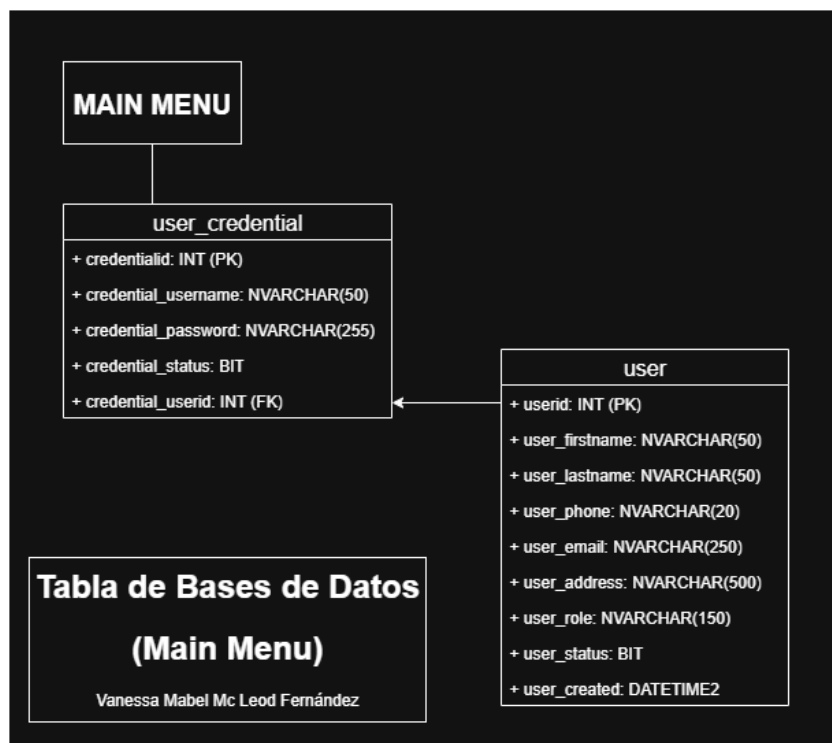 MAIN MENU
user_credential
+ credentialid: INT (PK)
+ credential_username: NVARCHAR(50)
+ credential_password: NVARCHAR(255)
+ credential_status: BIT
+ credential_userid: INT (FK)
user
+ userid: INT (PK)
+ user_firstname: NVARCHAR(50)
+ user_lastname: NVARCHAR(50)
+ user_phone: NVARCHAR(20)
+ user_email: NVARCHAR(250)
+ user_address: NVARCHAR(500)
+ user_role: NVARCHAR(150)
+ user_status: BIT
+ user_created: DATETIME2
Tabla de Bases de Datos
(Main Menu)
Vanessa Mabel Mc Leod Fernández